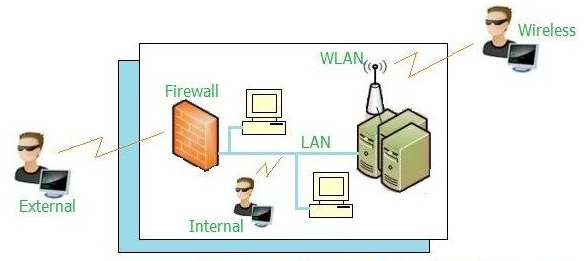 Wireless
WLAN
Firewall
LAN
External
Internal